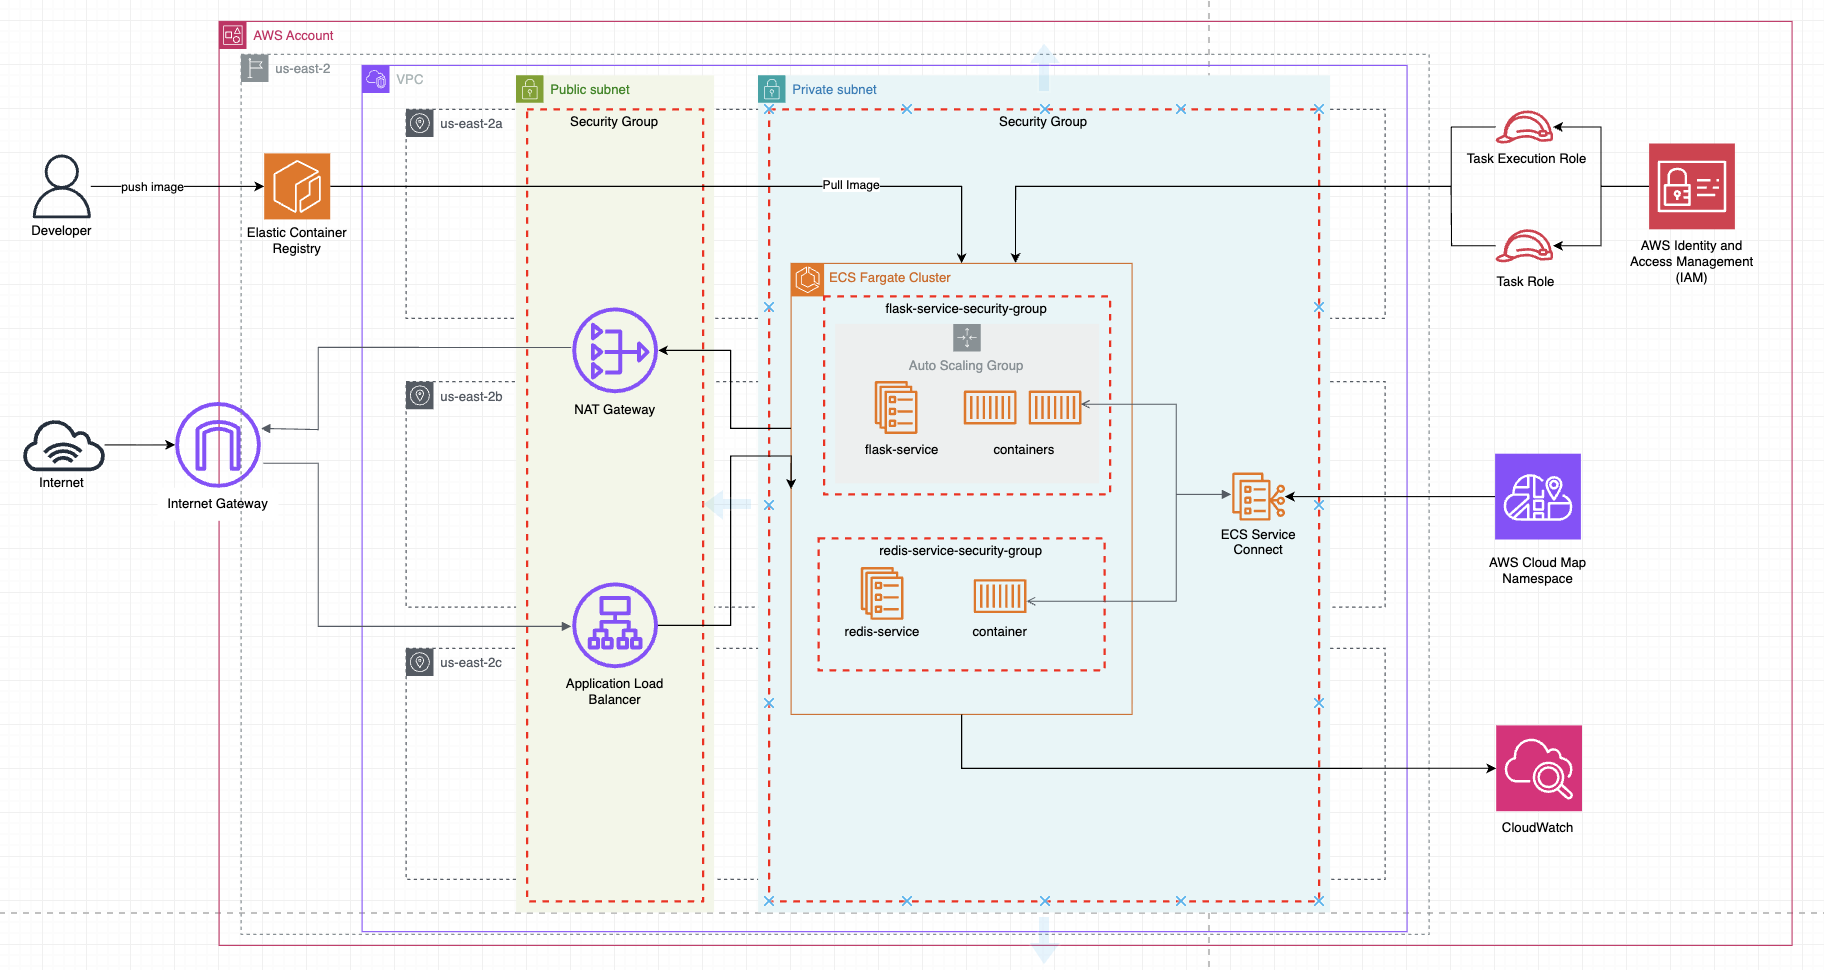 AWS Account
us-east-2
VPC
Public subnet
Private subnet
us-east-2a
Security Group
Security Group
Task Execution Role
push image
Pull Image
Developer
Elastic Container
Registry
AWS Identity and
Access Management
(IAM)
Task Role
ECS Fargate Cluster
flask-service-security-group
Auto Scaling Group
us-east-2b
NAT Gateway
flask-service
containers
Internet
Internet Gateway
ECS Service
Connect
redis-service-security-group
AWS Cloud Map
Namespace
redis-service
container
us-east-2c
Application Load
Balancer
CloudWatch